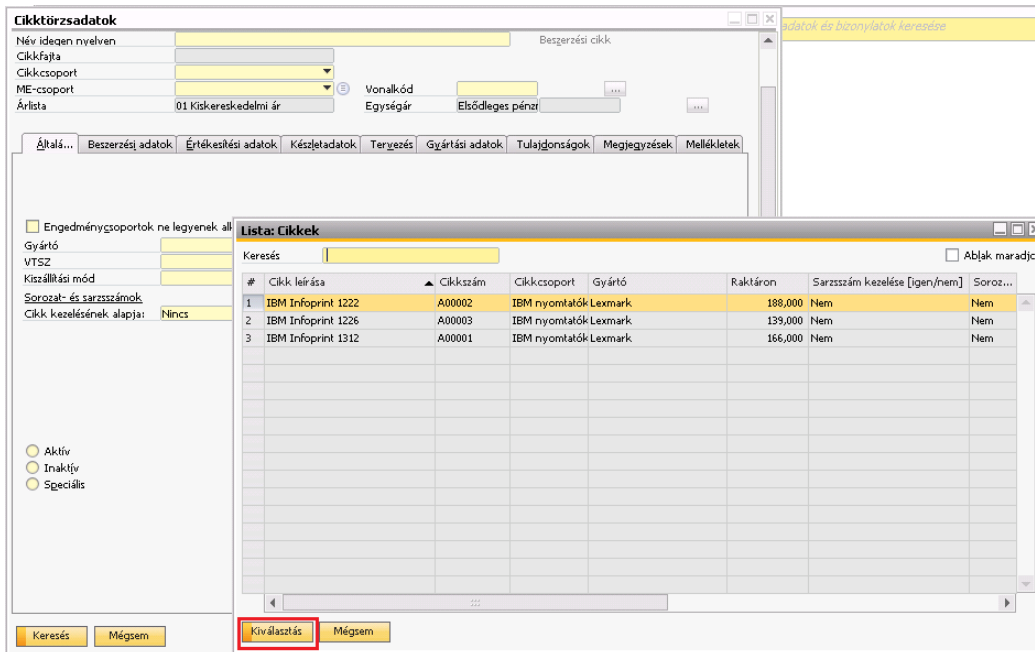 Cikktörzsadatok
adatok és bizonylatok keresése
Név idegen nyelven Beszerzési cikk
Cikkfajta
Cikkcsoport
ME-csoport Vonalkód ...
Árlista 01 Kiskereskedelmi ár Egységár Elsődleges pénzn ...
Általá... Beszerzési adatok Értékesítési adatok Készletadatok Tervezés Gyártási adatok Tulajdonságok Megjegyzések Mellékletek
Engedménycsoportok ne legyenek alk
Gyártó
VTSZ
Kiszállítási mód
Sorozat- és sarzsszámok
Cikk kezelésének alapja: Nincs
Aktív
Inaktív
Speciális
Keresés Mégsem
Lista: Cikkek
Keresés Ablak maradjo
# Cikk leírása Cikkszám Cikkcsoport Gyártó Raktáron Sarzsszám kezelése [igen/nem] Soroz...
1 IBM Infoprint 1222 A00002 IBM nyomtatók Lexmark 188,000 Nem Nem
2 IBM Infoprint 1226 A00003 IBM nyomtatók Lexmark 139,000 Nem Nem
3 IBM Infoprint 1312 A00001 IBM nyomtatók Lexmark 166,000 Nem Nem
Kiválasztás Mégsem